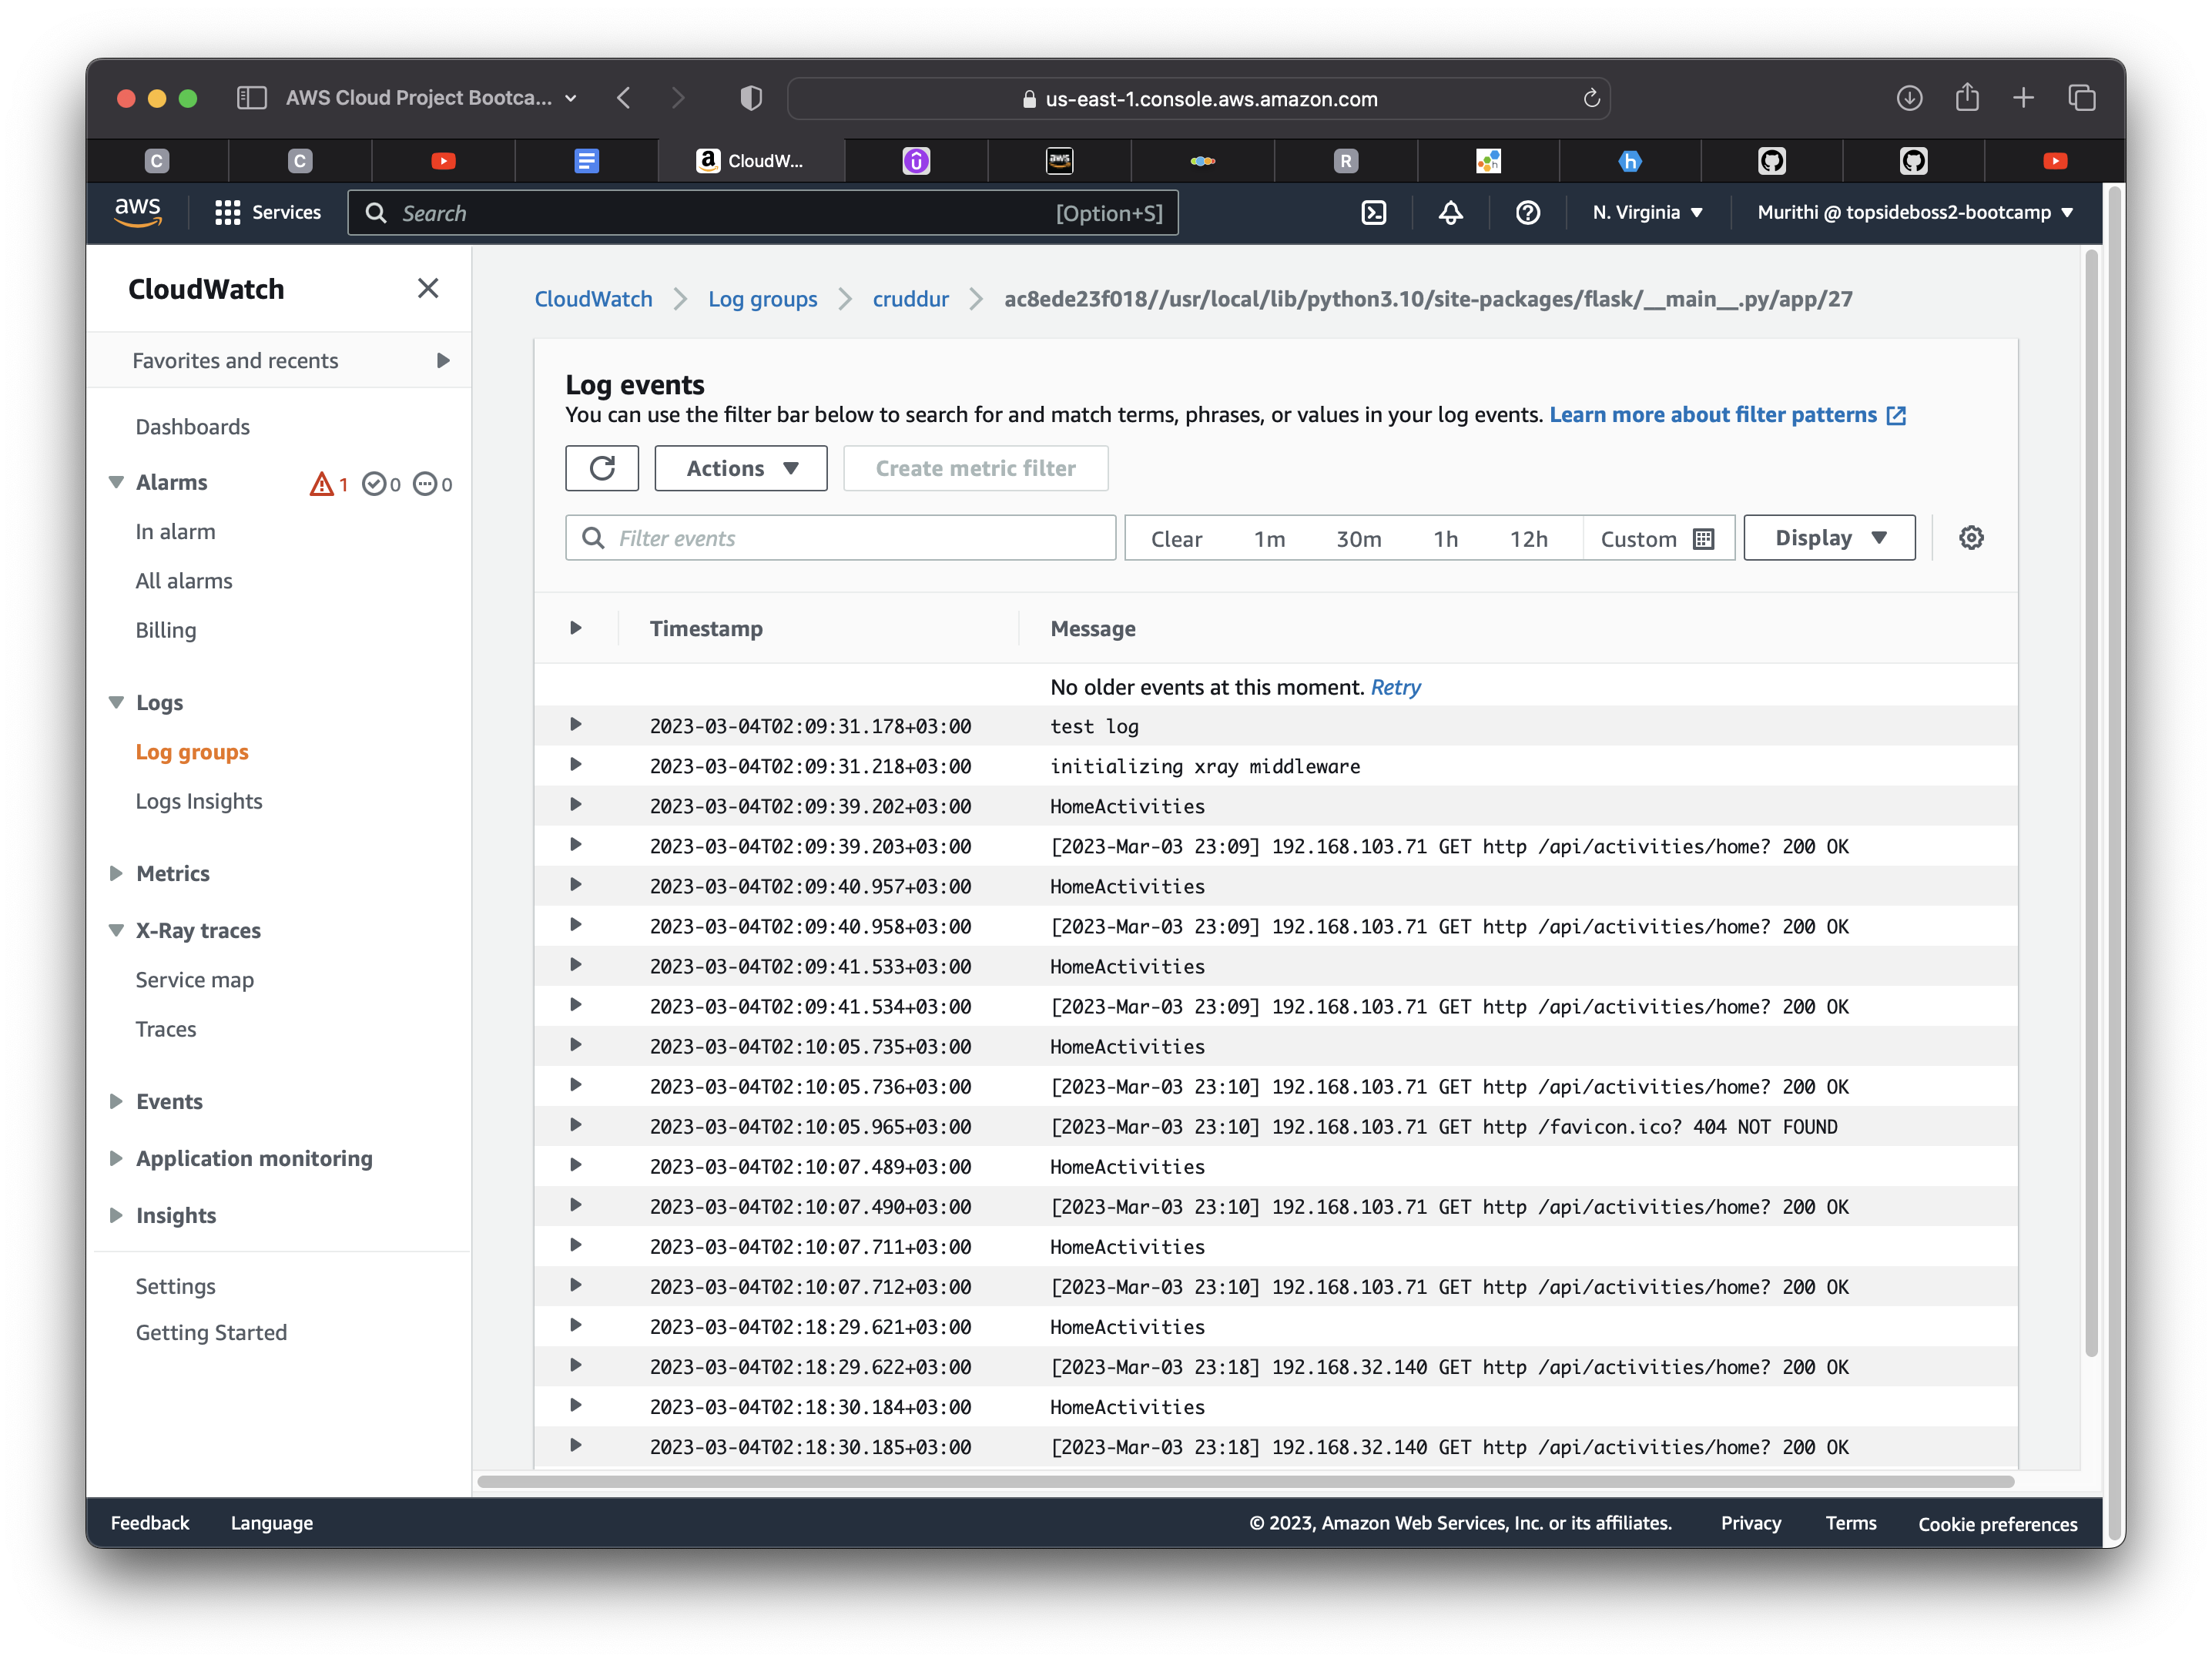 AWS Cloud Project Bootca...
us-east-1.console.aws.amazon.com
C
C
a CloudW...
û
aws
R
h
h
aws
Services
Search
[Option+S]
N. Virginia
Murithi @ topsideboss2-bootcamp
CloudWatch
Favorites and recents
Dashboards
Alarms 1 0 0
In alarm
All alarms
Billing
Logs
Log groups
Logs Insights
Metrics
X-Ray traces
Service map
Traces
Events
Application monitoring
Insights
Settings
Getting Started
CloudWatch Log groups cruddur ac8ede23f018//usr/local/lib/python3.10/site-packages/flask/__main__.py/app/27
Log events
You can use the filter bar below to search for and match terms, phrases, or values in your log events. Learn more about filter patterns
Actions Create metric filter
Filter events Clear 1m 30m 1h 12h Custom Display
Timestamp Message
No older events at this moment. Retry
2023-03-04T02:09:31.178+03:00 test log
2023-03-04T02:09:31.218+03:00 initializing xray middleware
2023-03-04T02:09:39.202+03:00 HomeActivities
2023-03-04T02:09:39.203+03:00 [2023-Mar-03 23:09] 192.168.103.71 GET http /api/activities/home? 200 OK
2023-03-04T02:09:40.957+03:00 HomeActivities
2023-03-04T02:09:40.958+03:00 [2023-Mar-03 23:09] 192.168.103.71 GET http /api/activities/home? 200 OK
2023-03-04T02:09:41.533+03:00 HomeActivities
2023-03-04T02:09:41.534+03:00 [2023-Mar-03 23:09] 192.168.103.71 GET http /api/activities/home? 200 OK
2023-03-04T02:10:05.735+03:00 HomeActivities
2023-03-04T02:10:05.736+03:00 [2023-Mar-03 23:10] 192.168.103.71 GET http /api/activities/home? 200 OK
2023-03-04T02:10:05.965+03:00 [2023-Mar-03 23:10] 192.168.103.71 GET http /favicon.ico? 404 NOT FOUND
2023-03-04T02:10:07.489+03:00 HomeActivities
2023-03-04T02:10:07.490+03:00 [2023-Mar-03 23:10] 192.168.103.71 GET http /api/activities/home? 200 OK
2023-03-04T02:10:07.711+03:00 HomeActivities
2023-03-04T02:10:07.712+03:00 [2023-Mar-03 23:10] 192.168.103.71 GET http /api/activities/home? 200 OK
2023-03-04T02:18:29.621+03:00 HomeActivities
2023-03-04T02:18:29.622+03:00 [2023-Mar-03 23:18] 192.168.32.140 GET http /api/activities/home? 200 OK
2023-03-04T02:18:30.184+03:00 HomeActivities
2023-03-04T02:18:30.185+03:00 [2023-Mar-03 23:18] 192.168.32.140 GET http /api/activities/home? 200 OK
Feedback Language © 2023, Amazon Web Services, Inc. or its affiliates. Privacy Terms Cookie preferences